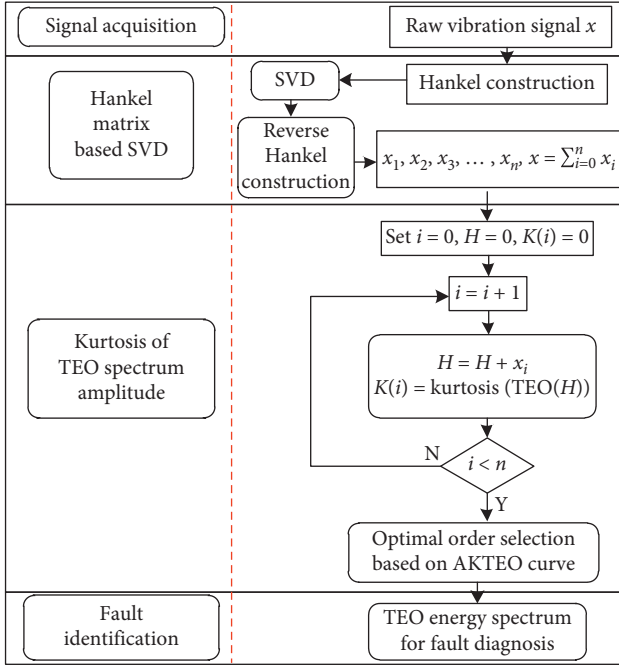 Signal acquisition
Raw vibration signal x
Hankel
matrix
based SVD
SVD
Hankel construction
Reverse
Hankel
construction
x₁, x₂, x₃, … , xₙ, x = ∑ⁿᵢ₌₀ xᵢ
Kurtosis of
TEO spectrum
amplitude
Set i = 0, H = 0, K(i) = 0
i = i + 1
H = H + xᵢ
K(i) = kurtosis (TEO(H))
N
i < n
Y
Optimal order selection
based on AKTEO curve
Fault
identification
TEO energy spectrum
for fault diagnosis